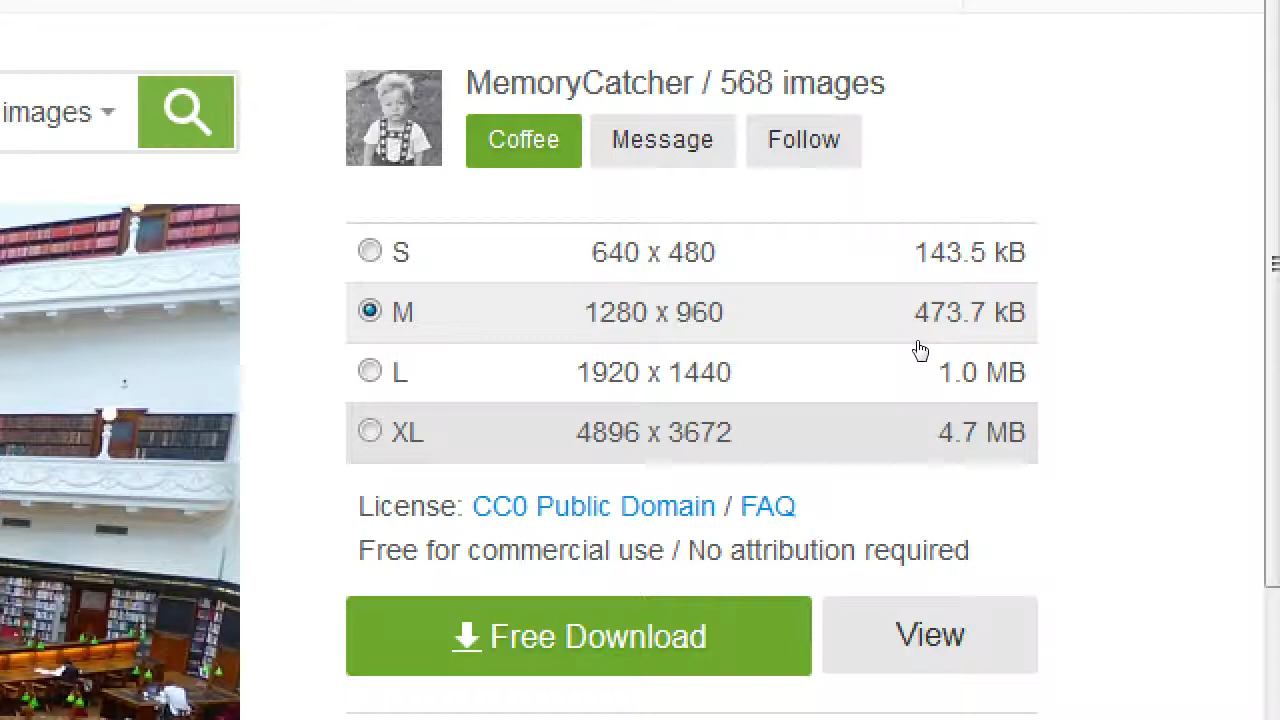 images
MemoryCatcher / 568 images
Coffee Message Follow
S 640 x 480 143.5 kB
M 1280 x 960 473.7 kB
L 1920 x 1440 1.0 MB
XL 4896 x 3672 4.7 MB
License: CC0 Public Domain / FAQ
Free for commercial use / No attribution required
Free Download View